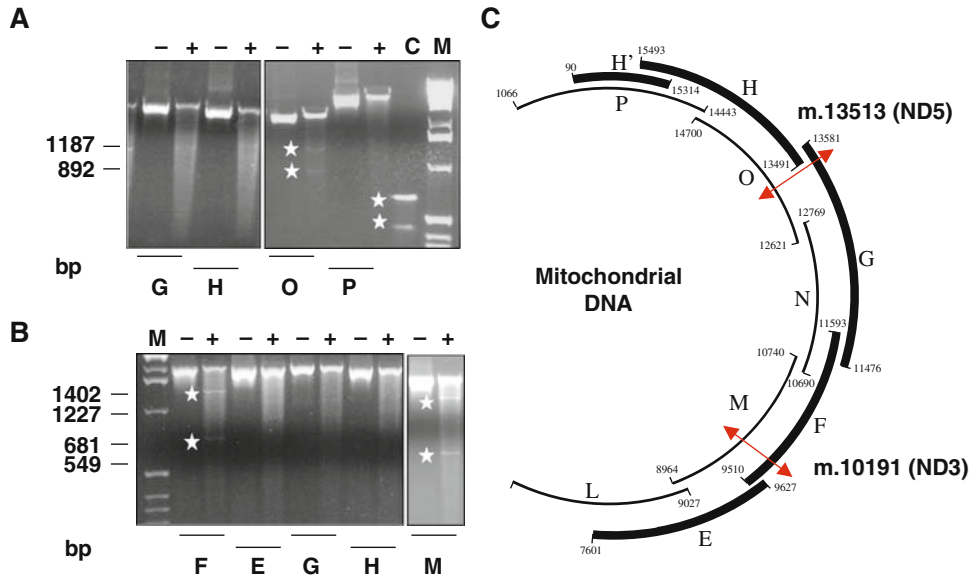 A
− + − + − + − + C M
1187
892
bp
G H O P
B
M − + − + − + − + − +
1402
1227
681
549
bp
F E G H M
C
15493
90
H'
H
15314
1066
P
14443
14700
m.13513 (ND5)
13581
13491
O
12769
12621
G
Mitochondrial
DNA
N
11593
10740
11476
10690
M
F
8964
9510
m.10191 (ND3)
9627
L
9027
7601
E